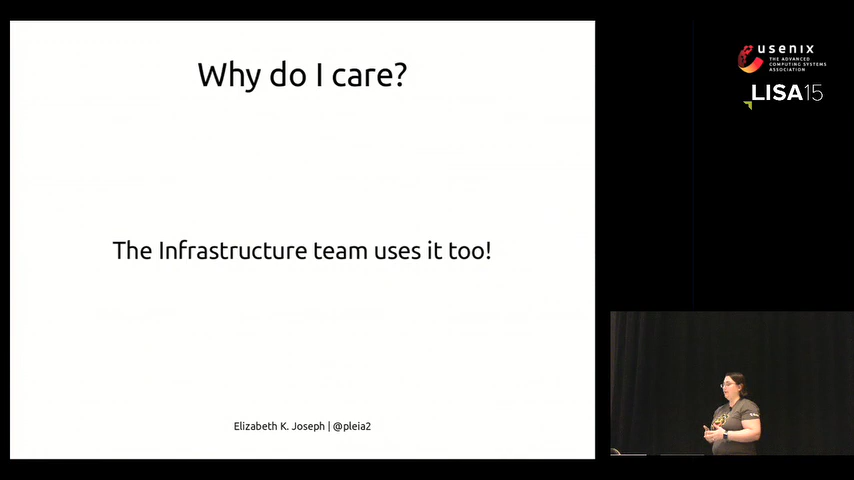 Why do I care?
The Infrastructure team uses it too!
Elizabeth K. Joseph | @pleia2
usenix
THE ADVANCED
COMPUTING SYSTEMS
ASSOCIATION
LISA15